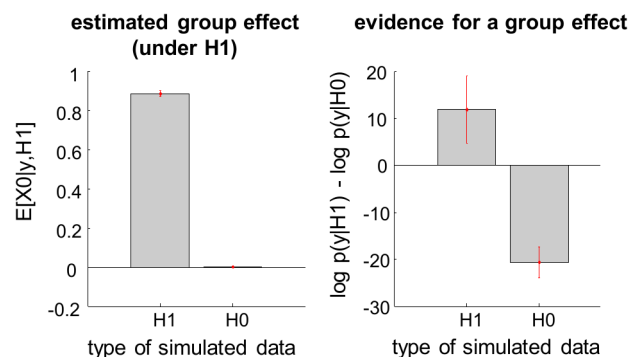 estimated group effect
(under H1)
E[X0|y,H1]
1
0.8
0.6
0.4
0.2
0
-0.2
H1
H0
type of simulated data
evidence for a group effect
log p(y|H1) - log p(y|H0)
20
10
0
-10
-20
-30
H1
H0
type of simulated data